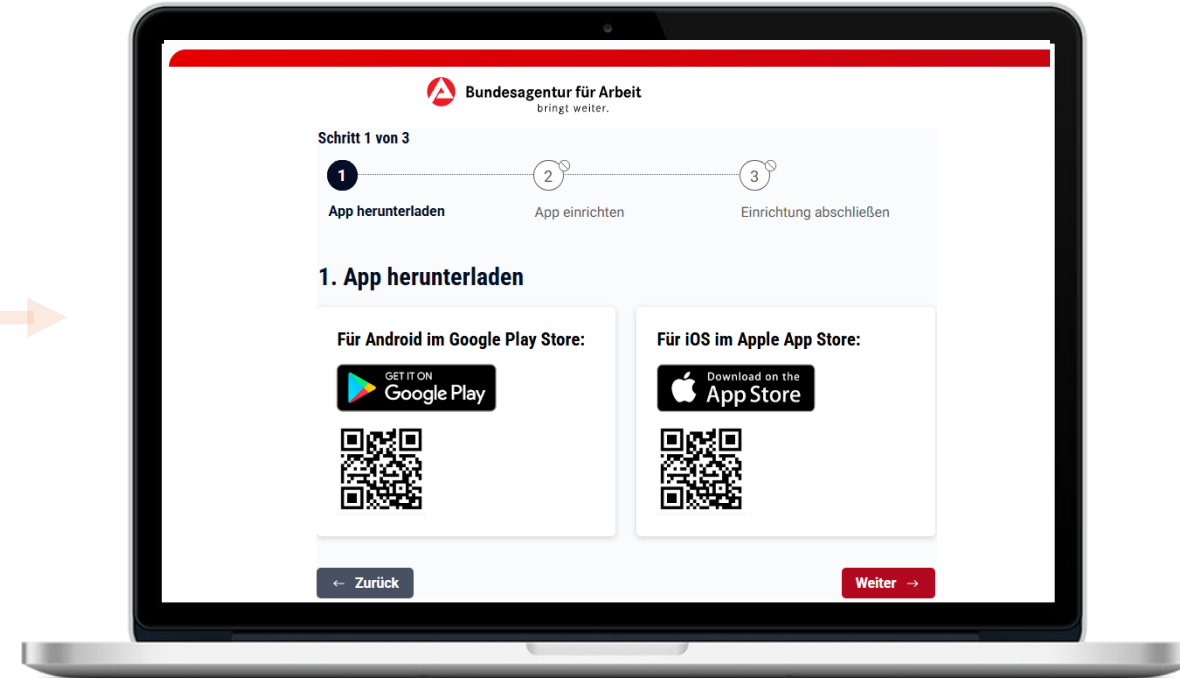 Bundesagentur für Arbeit
bringt weiter.
Schritt 1 von 3
1
2
3
App herunterladen
App einrichten
Einrichtung abschließen
1. App herunterladen
Für Android im Google Play Store:
GET IT ON
Google Play
Für iOS im Apple App Store:
Download on the
App Store
← Zurück
Weiter →